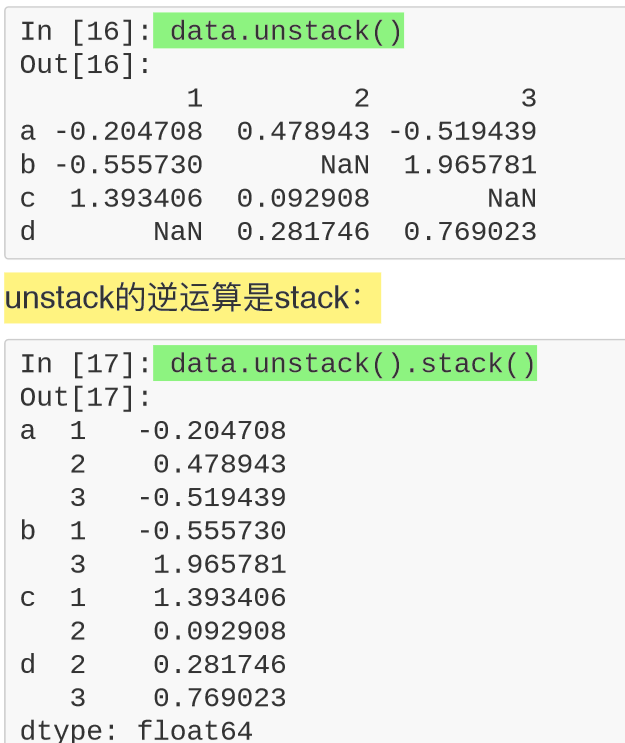 In [16]: data.unstack()
Out[16]:
          1         2         3
a -0.204708  0.478943 -0.519439
b -0.555730       NaN  1.965781
c  1.393406  0.092908       NaN
d       NaN  0.281746  0.769023
unstack的逆运算是stack：
In [17]: data.unstack().stack()
Out[17]:
a  1   -0.204708
   2    0.478943
   3   -0.519439
b  1   -0.555730
   3    1.965781
c  1    1.393406
   2    0.092908
d  2    0.281746
   3    0.769023
dtype: float64